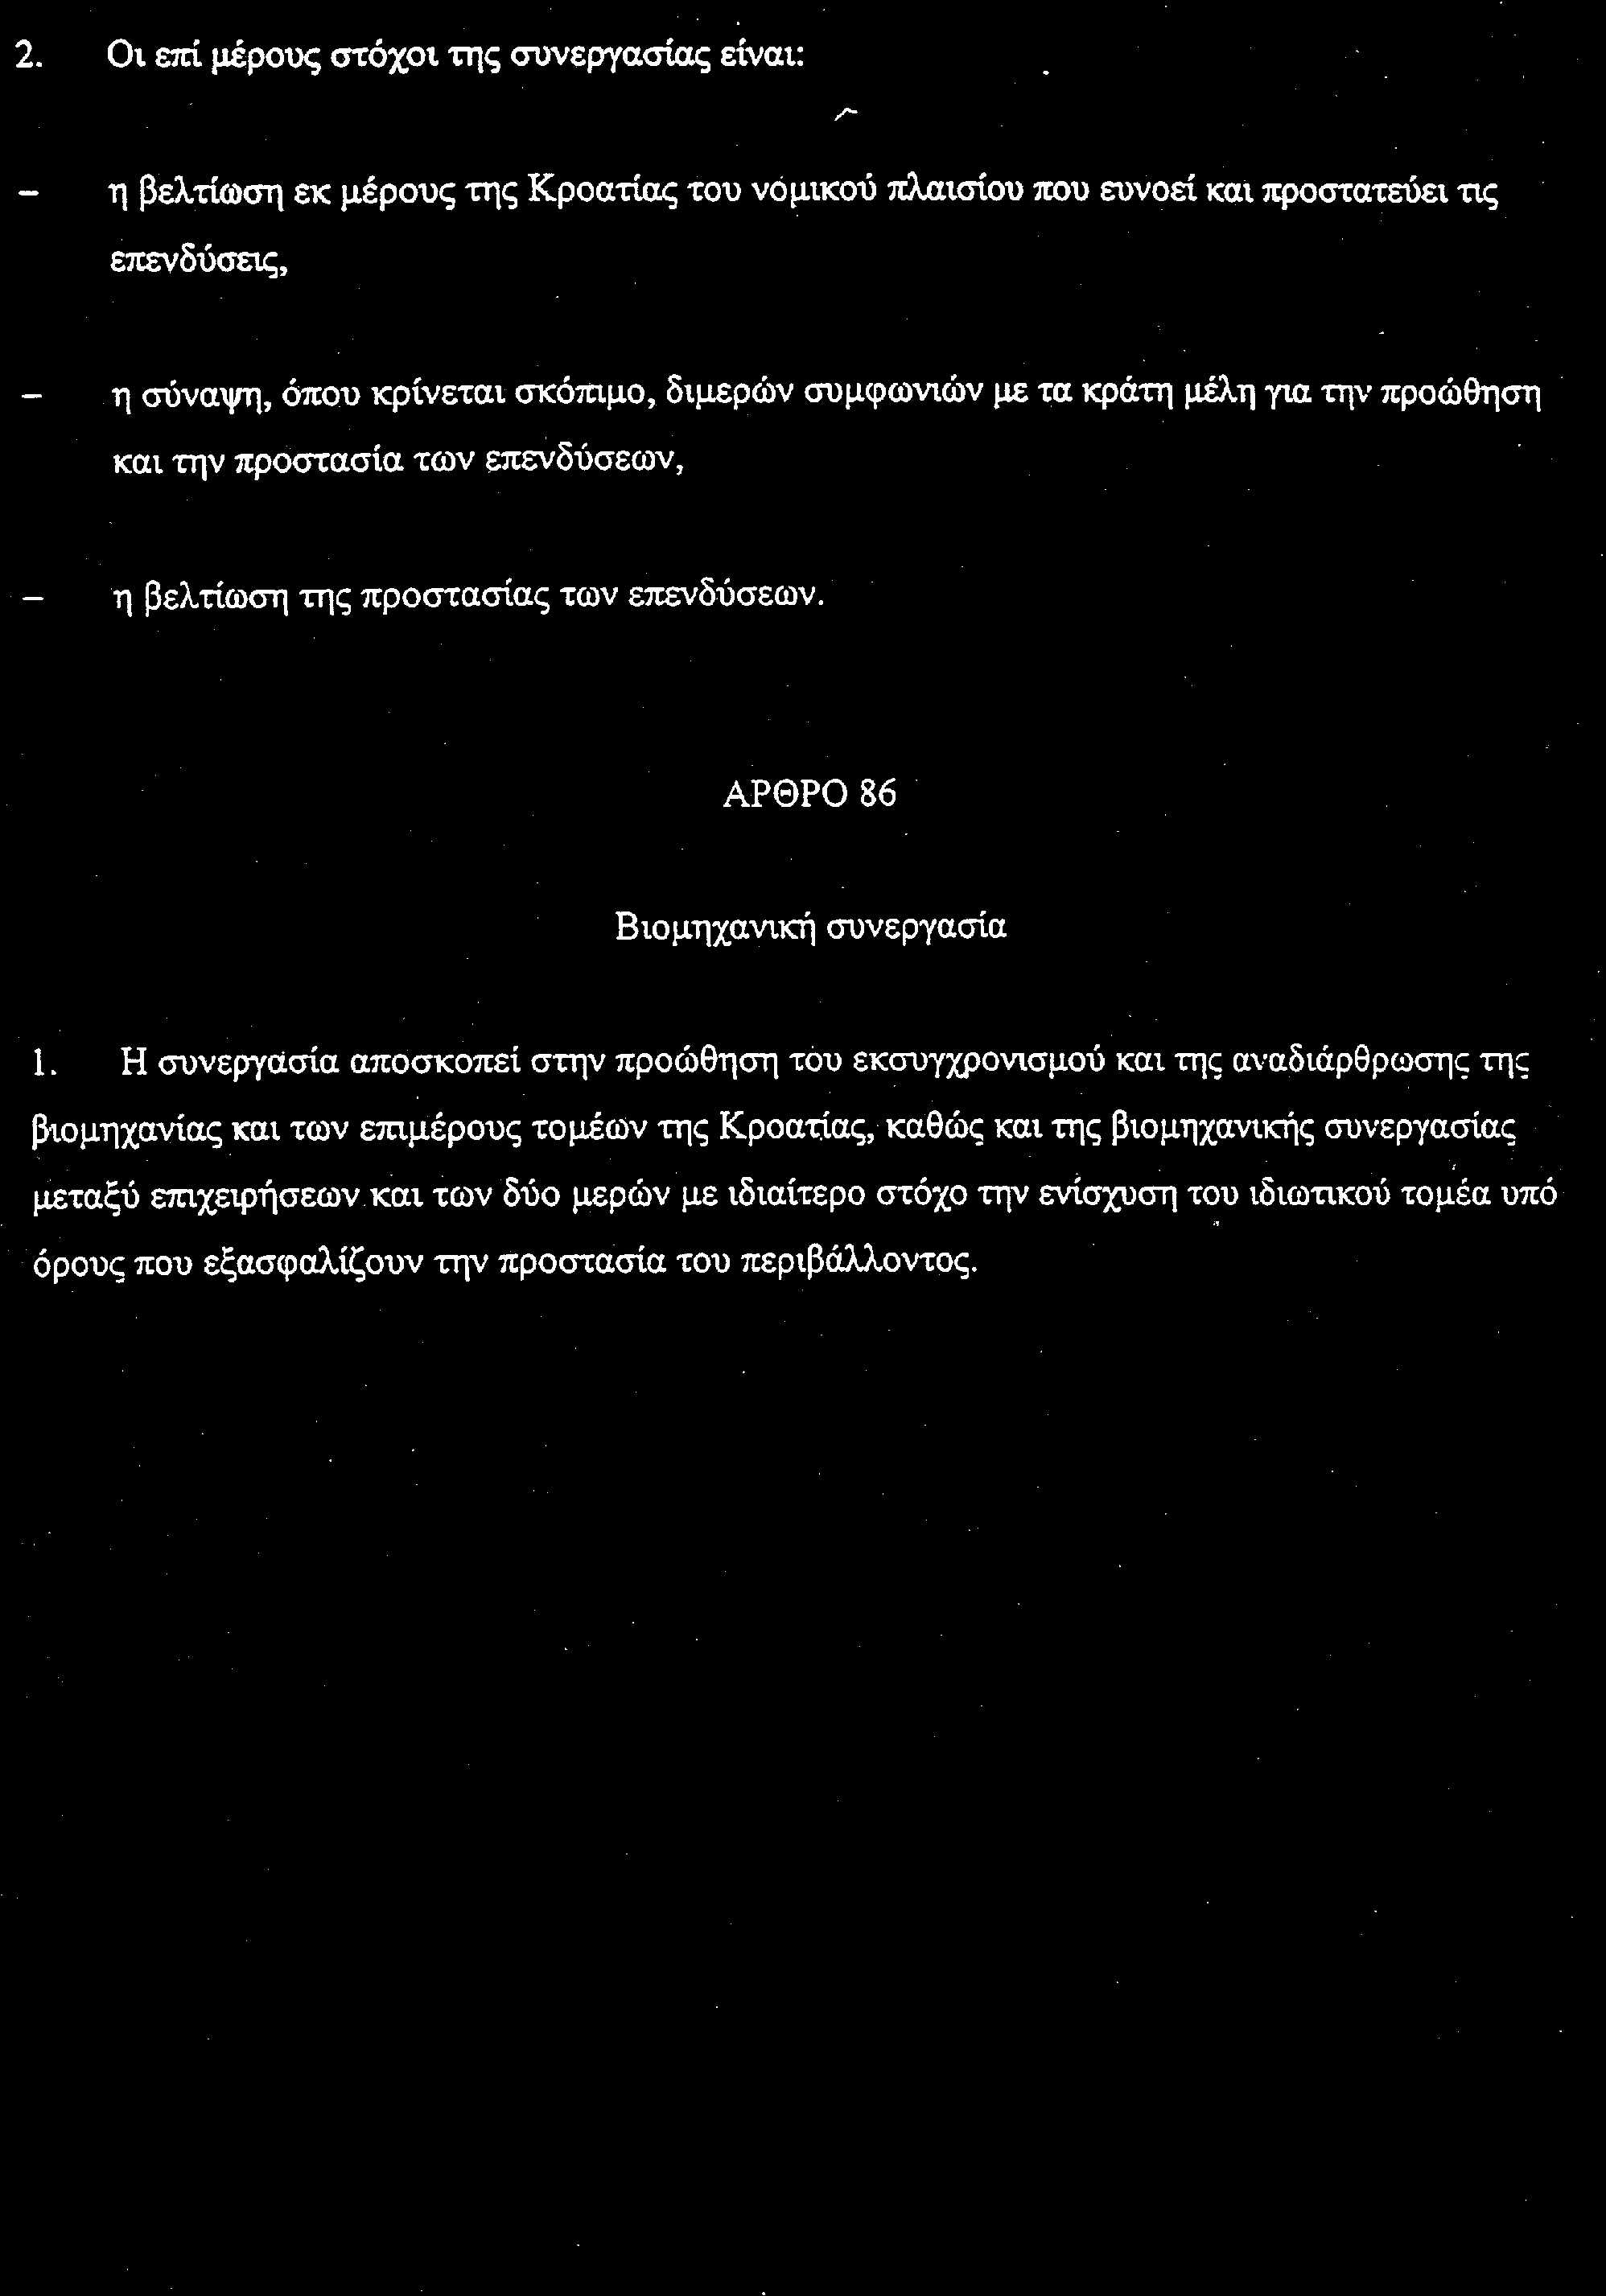 2. Οι επί μέρους στόχοι της συνεργασίας είναι:
– η βελτίωση εκ μέρους της Κροατίας του νομικού πλαισίου που ευνοεί και προστατεύει τις
επενδύσεις,
– η σύναψη, όπου κρίνεται σκόπιμο, διμερών συμφωνιών με τα κράτη μέλη για την προώθηση
και την προστασία των επενδύσεων,
– η βελτίωση της προστασίας των επενδύσεων.
ΑΡΘΡΟ 86
Βιομηχανική συνεργασία
1. Η συνεργασία αποσκοπεί στην προώθηση του εκσυγχρονισμού και της αναδιάρθρωσης της
βιομηχανίας και των επιμέρους τομέων της Κροατίας, καθώς και της βιομηχανικής συνεργασίας
μεταξύ επιχειρήσεων και των δύο μερών με ιδιαίτερο στόχο την ενίσχυση του ιδιωτικού τομέα υπό
όρους που εξασφαλίζουν την προστασία του περιβάλλοντος.